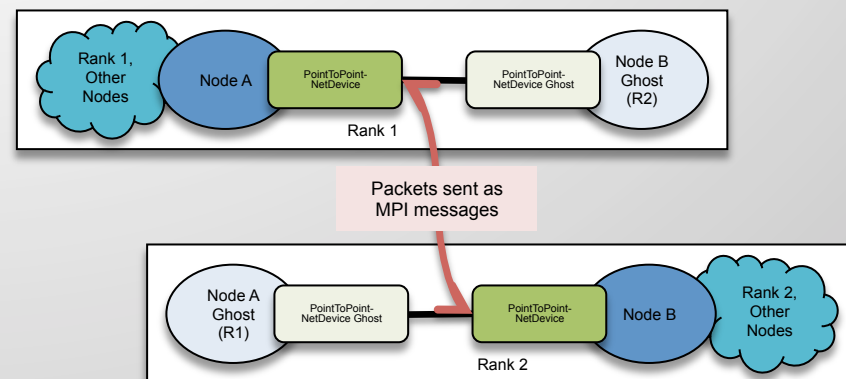 Rank 1,
Other
Nodes
Node A
PointToPoint-
NetDevice
PointToPoint-
NetDevice Ghost
Node B
Ghost
(R2)
Rank 1
Packets sent as
MPI messages
Node A
Ghost
(R1)
PointToPoint-
NetDevice Ghost
PointToPoint-
NetDevice
Node B
Rank 2,
Other
Nodes
Rank 2